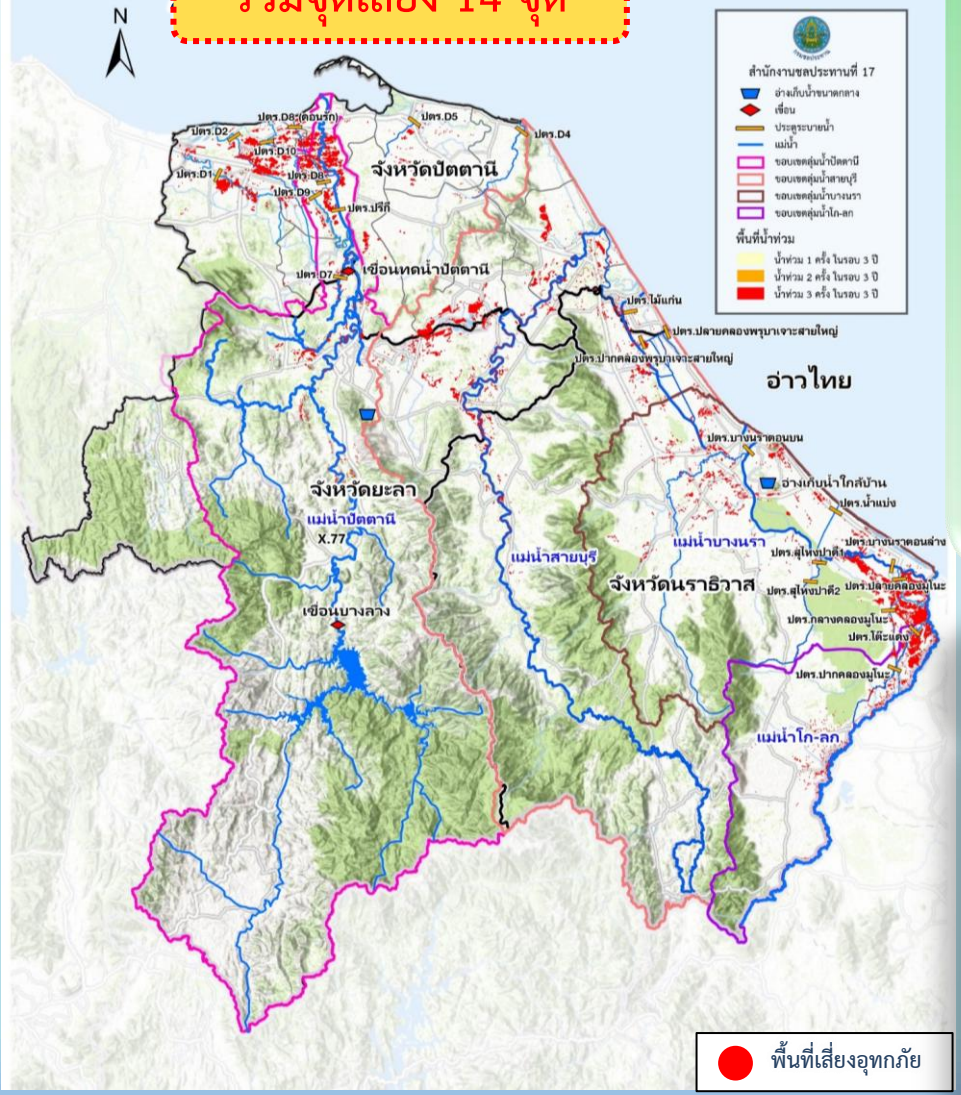 รวมจุดเสี่ยง 14 จุด
N
กรมชลประทาน
สำนักงานชลประทานที่ 17
อ่างเก็บน้ำขนาดกลาง
เขื่อน
ประตูระบายน้ำ
แม่น้ำ
ขอบเขตลุ่มน้ำปัตตานี
ขอบเขตลุ่มน้ำสายบุรี
ขอบเขตลุ่มน้ำบางนรา
ขอบเขตลุ่มน้ำโก-ลก
พื้นที่น้ำท่วม
น้ำท่วม 1 ครั้ง ในรอบ 3 ปี
น้ำท่วม 2 ครั้ง ในรอบ 3 ปี
น้ำท่วม 3 ครั้ง ในรอบ 3 ปี
ปตร.D8 (ดอนรัก)
ปตร.D5
ปตร.D2
ปตร.D4
ปตร.D10
จังหวัดปัตตานี
ปตร.D1
ปตร.D8
ปตร.D9
ปตร.ปรีกี
ปตร.D7
เขื่อนทดน้ำปัตตานี
ปตร.ไม้แก่น
ปตร.ปลายคลองพรุบาเจาะสายใหญ่
ปตร.ปากคลองพรุบาเจาะสายใหญ่
อ่าวไทย
ปตร.บางนราตอนบน
อ่างเก็บน้ำใกล้บ้าน
จังหวัดยะลา
ปตร.น้ำแบ่ง
แม่น้ำปัตตานี
X.77
แม่น้ำบางนรา
ปตร.บางนราตอนล่าง
แม่น้ำสายบุรี
ปตร.สุไหงปาดี1
จังหวัดนราธิวาส
ปตร.สุไหงปาดี2
ปตร.ปลายคลองมูโนะ
เขื่อนบางลาง
ปตร.กลางคลองมูโนะ
ปตร.โต๊ะแดง
ปตร.ปากคลองมูโนะ
แม่น้ำโก-ลก
พื้นที่เสี่ยงอุทกภัย